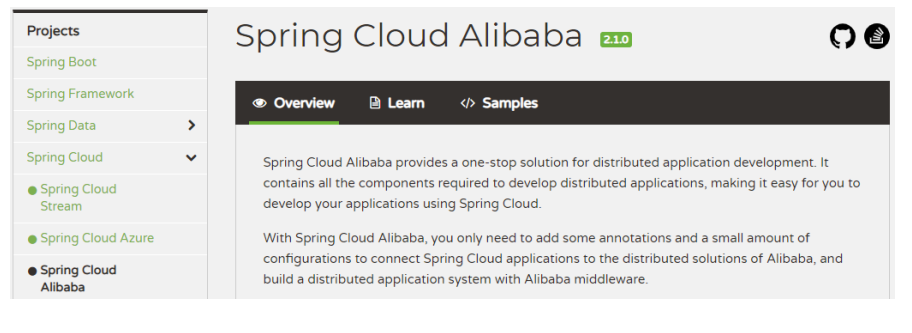 Projects
Spring Boot
Spring Framework
Spring Data
Spring Cloud
Spring Cloud
Stream
Spring Cloud Azure
Spring Cloud
Alibaba
Spring Cloud Alibaba 2.1.0
Overview Learn </> Samples
Spring Cloud Alibaba provides a one-stop solution for distributed application development. It
contains all the components required to develop distributed applications, making it easy for you to
develop your applications using Spring Cloud.
With Spring Cloud Alibaba, you only need to add some annotations and a small amount of
configurations to connect Spring Cloud applications to the distributed solutions of Alibaba, and
build a distributed application system with Alibaba middleware.